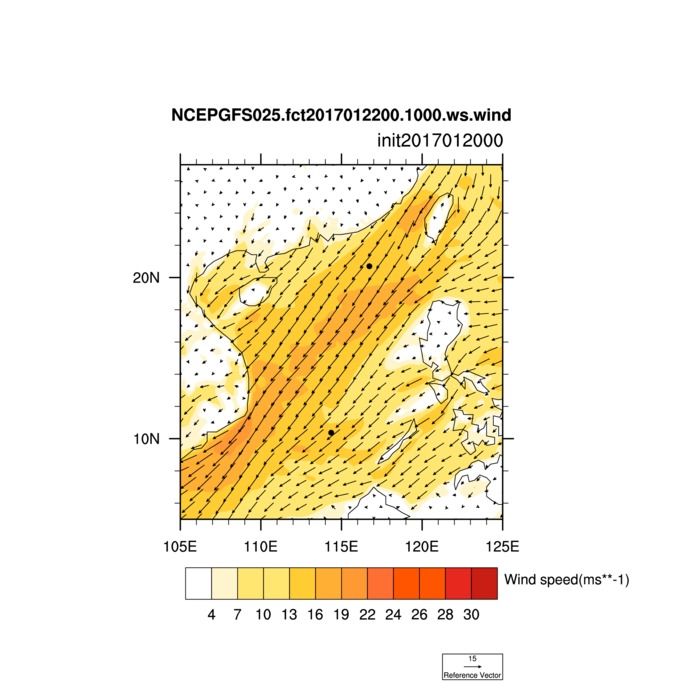 NCEPGFS025.fct2017012200.1000.ws.wind
init2017012000
20N
10N
105E 110E 115E 120E 125E
Wind speed(ms**-1)
4 7 10 13 16 19 22 24 26 28 30
15
Reference Vector